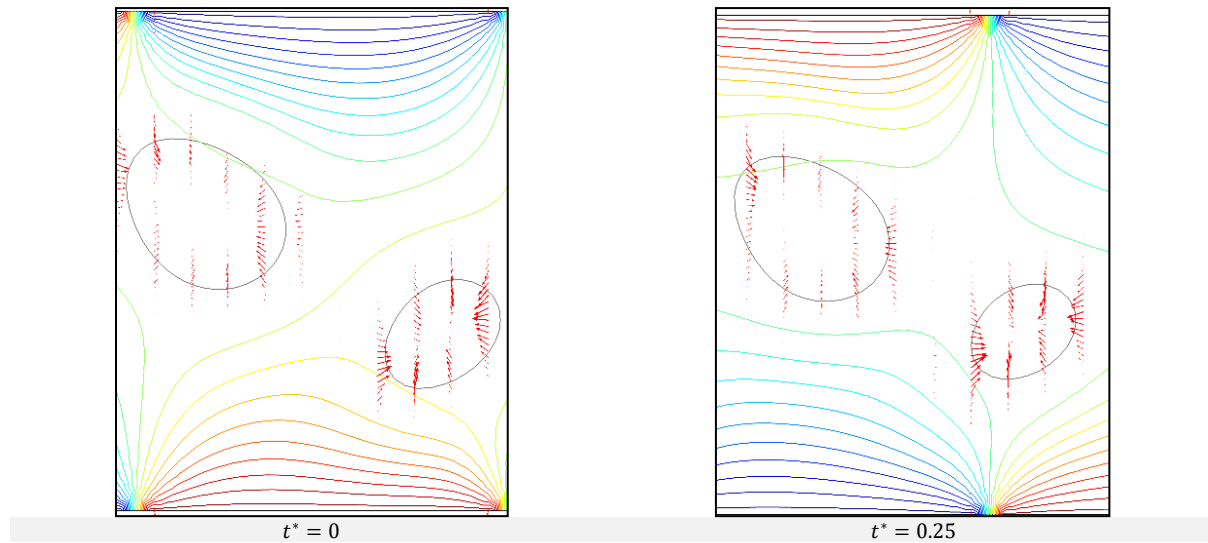 t* = 0
t* = 0.25